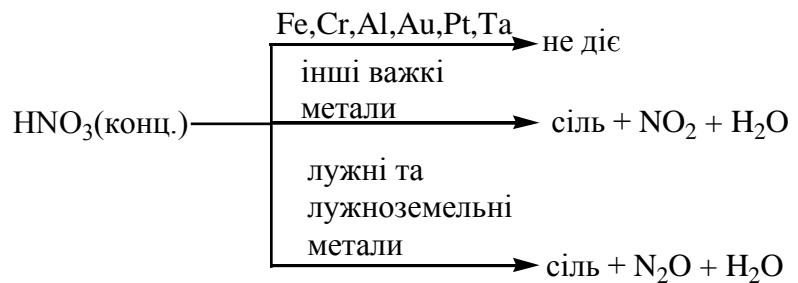 Fe,Cr,Al,Au,Pt,Ta
не діє
інші важкі
метали
HNO₃(конц.)
сіль + NO₂ + H₂O
лужні та
лужноземельні
метали
сіль + N₂O + H₂O